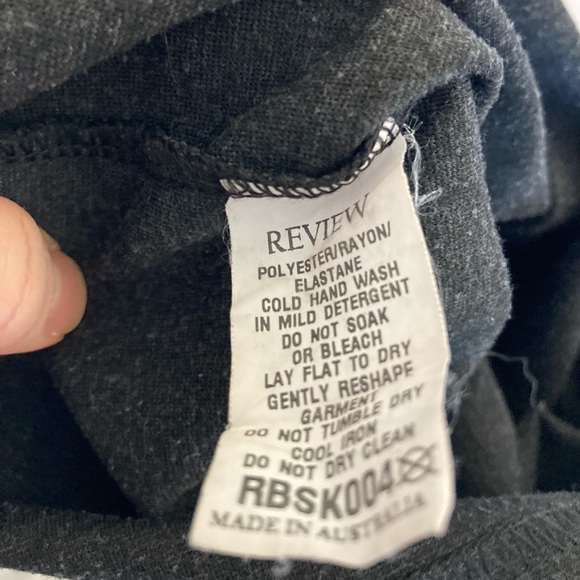 REVIEW
POLYESTER/RAYON/
ELASTANE
COLD HAND WASH
IN MILD DETERGENT
DO NOT SOAK
OR BLEACH
LAY FLAT TO DRY
GENTLY RESHAPE
GARMENT
DO NOT TUMBLE DRY
COOL IRON
DO NOT DRY CLEAN
RBSK004
MADE IN AUSTRALIA